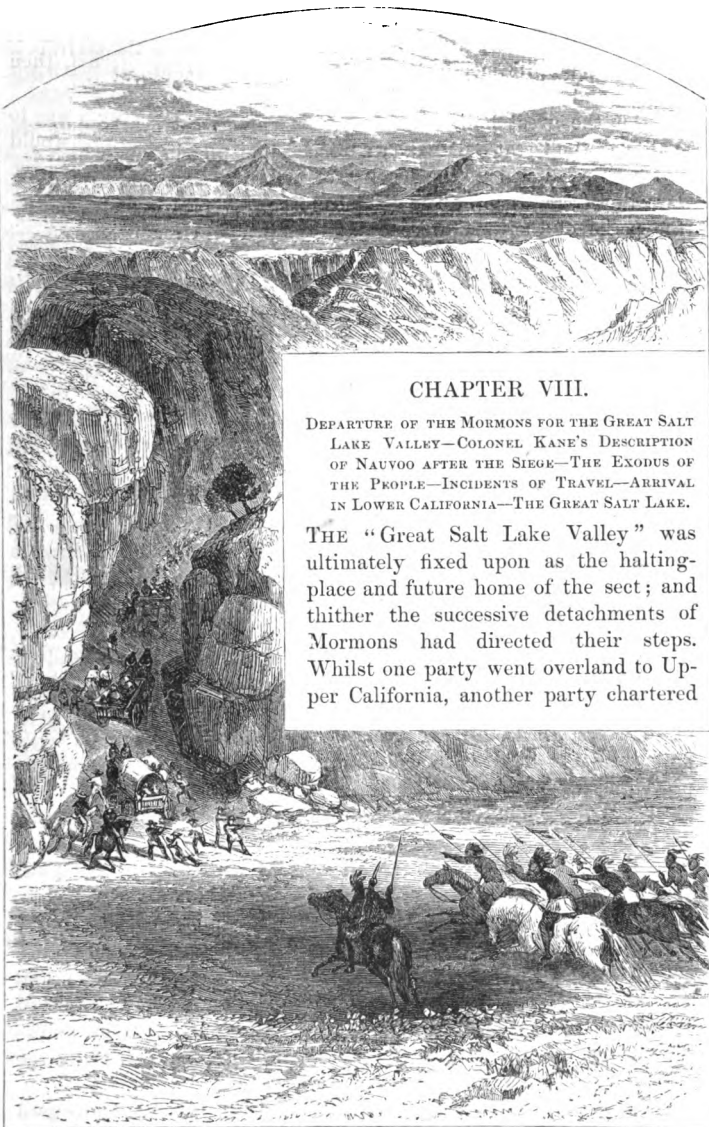 CHAPTER VIII.
DEPARTURE OF THE MORMONS FOR THE GREAT SALT
LAKE VALLEY—COLONEL KANE'S DESCRIPTION
OF NAUVOO AFTER THE SIEGE—THE EXODUS OF
THE PEOPLE—INCIDENTS OF TRAVEL—ARRIVAL
IN LOWER CALIFORNIA—THE GREAT SALT LAKE.
THE "Great Salt Lake Valley" was
ultimately fixed upon as the halting-
place and future home of the sect; and
thither the successive detachments of
Mormons had directed their steps.
Whilst one party went overland to Up-
per California, another party chartered